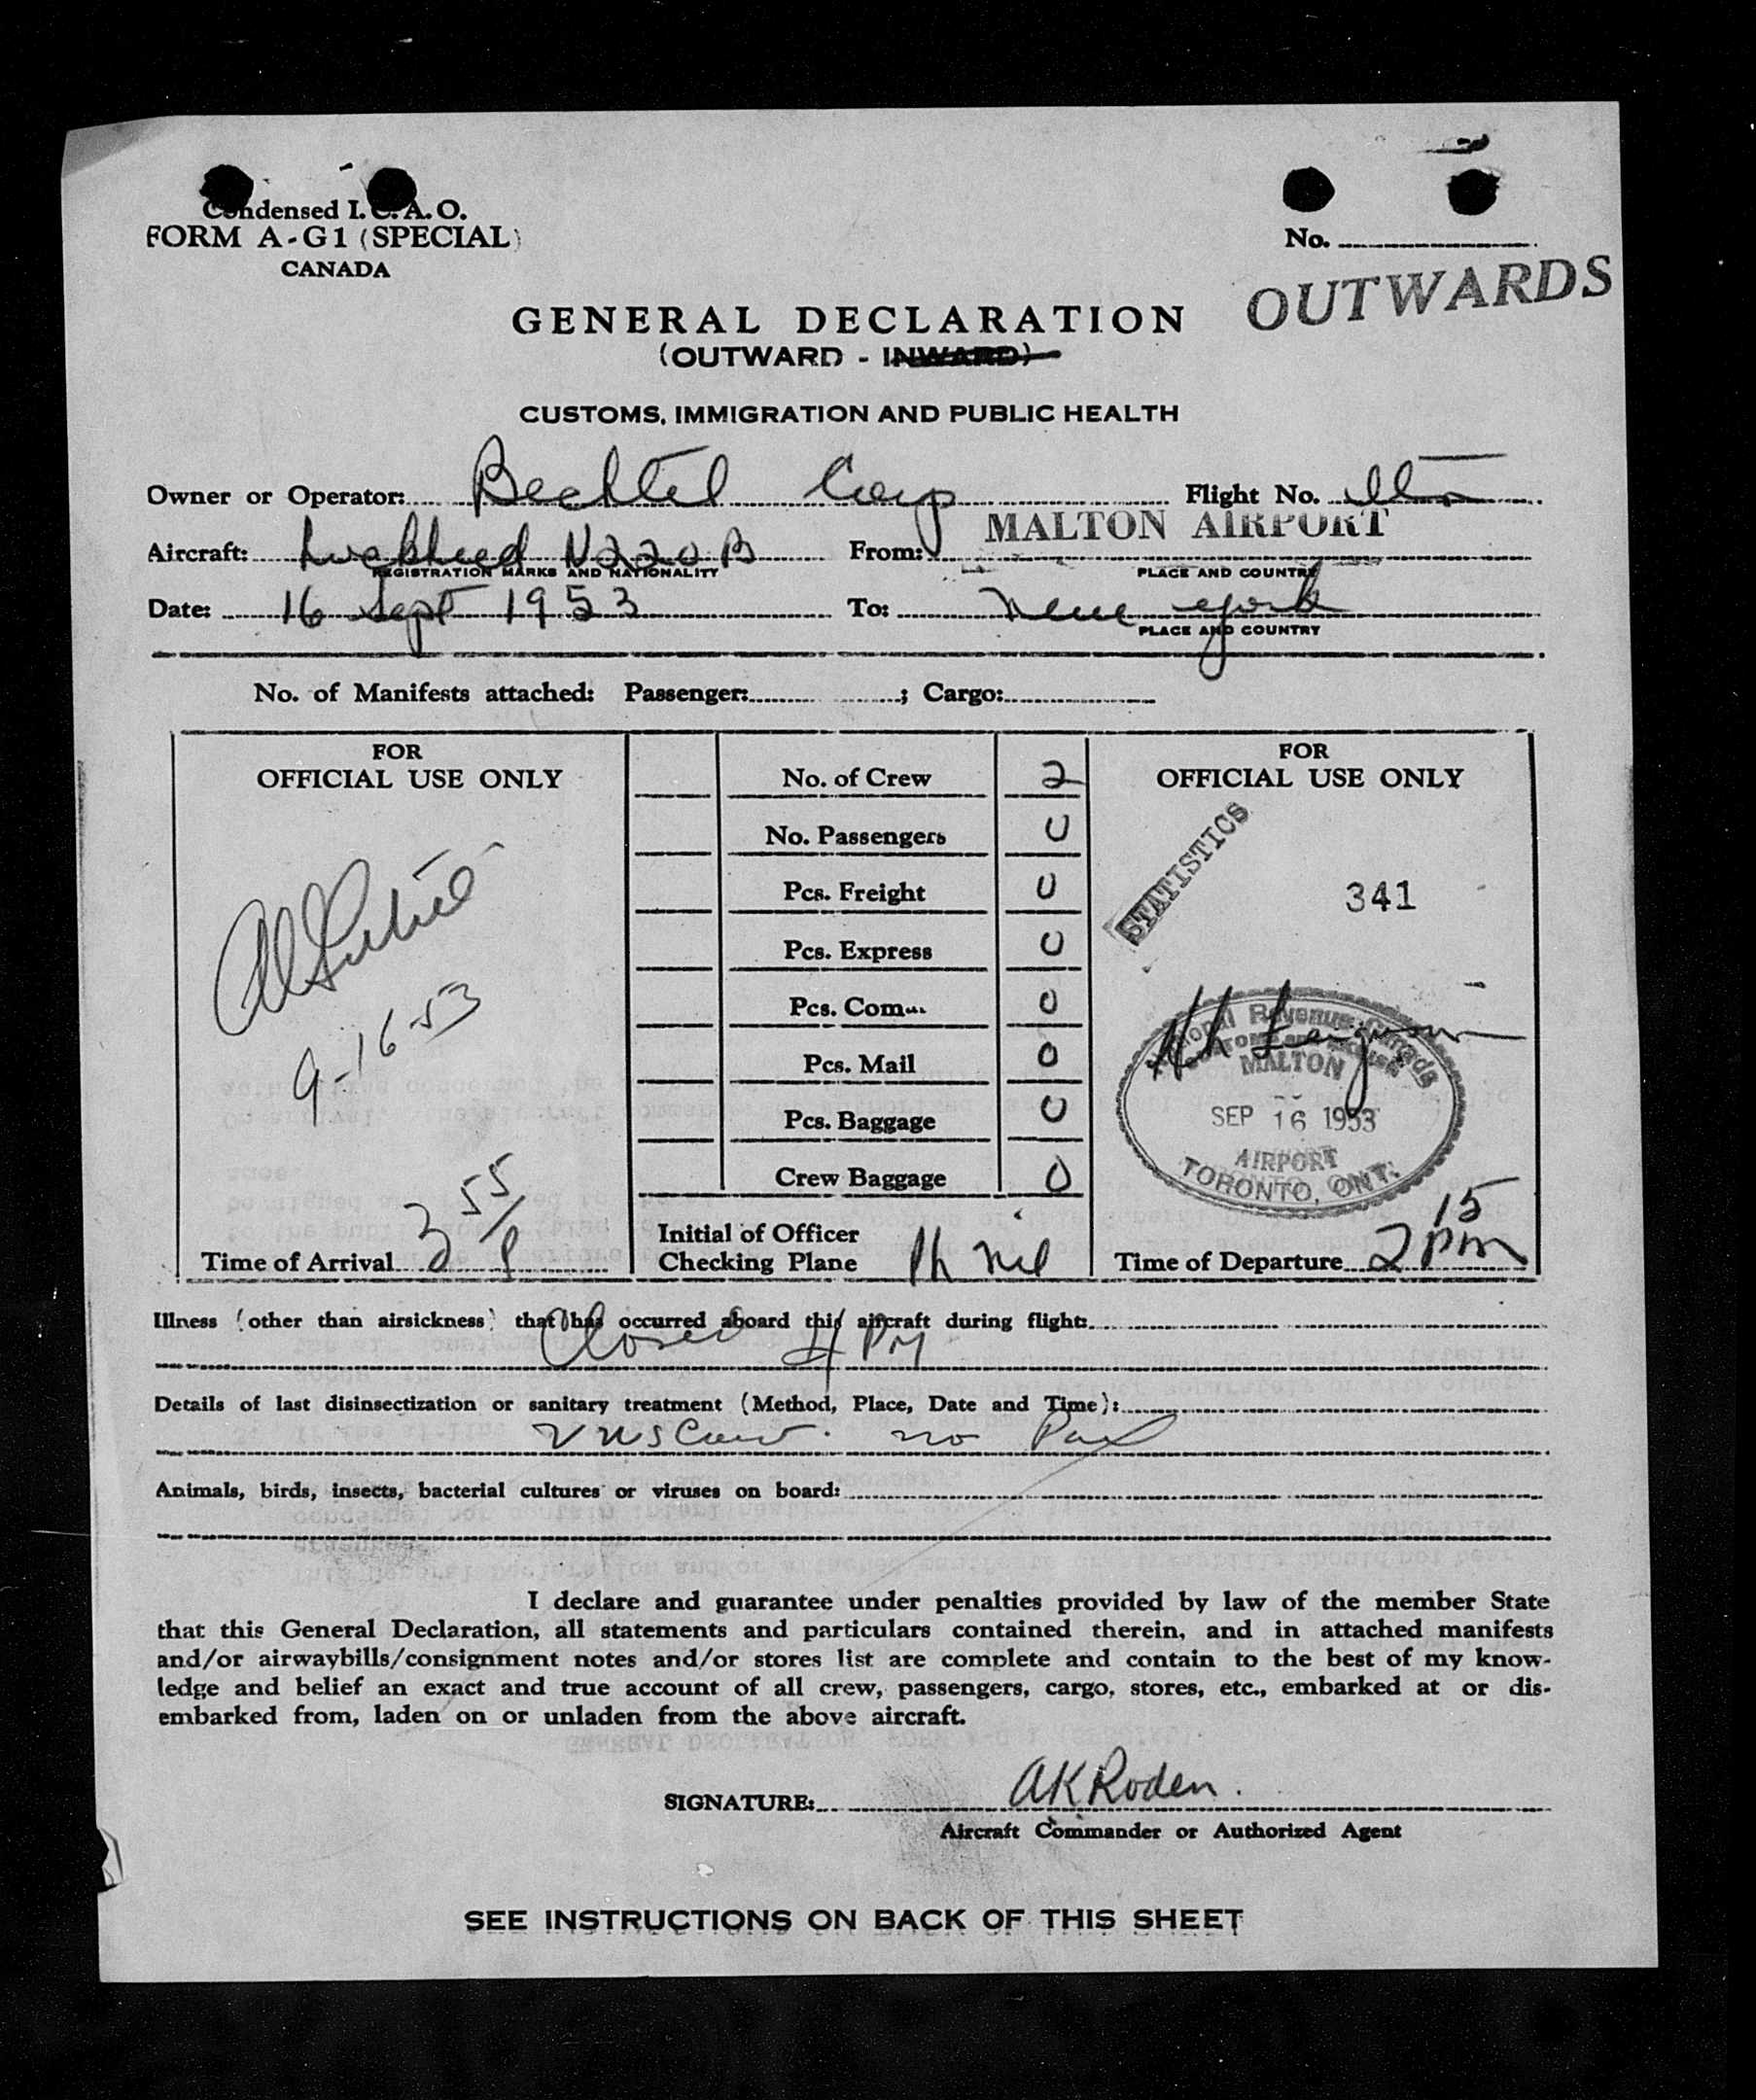 Condensed I.C.A.O.
FORM A-G1 (SPECIAL)
CANADA
No.
OUTWARDS
GENERAL DECLARATION
(OUTWARD - INWARD)
CUSTOMS, IMMIGRATION AND PUBLIC HEALTH
Owner or Operator: Bechtel Corp Flight No.
MALTON AIRPORT
Aircraft: Lockheed N220B From:
REGISTRATION MARKS AND NATIONALITY PLACE AND COUNTRY
Date: 16 Sept 1953 To: New York
PLACE AND COUNTRY
No. of Manifests attached: Passenger: ; Cargo:
FOR
OFFICIAL USE ONLY
9-16-53
3 55/P
Time of Arrival
No. of Crew 2
No. Passengers 0
Pcs. Freight 0
Pcs. Express 0
Pcs. Com
Pcs. Mail 0
Pcs. Baggage 0
Crew Baggage 0
Initial of Officer
Checking Plane
FOR
OFFICIAL USE ONLY
STATISTICS
341
National Revenue Canada
Customs and Excise
MALTON
SEP 16 1953
AIRPORT
TORONTO, ONT.
Time of Departure 2 15 pm
Illness (other than airsickness) that has occurred aboard this aircraft during flight:
Closed 4 PM
Details of last disinsectization or sanitary treatment (Method, Place, Date and Time):
no
Animals, birds, insects, bacterial cultures or viruses on board:
I declare and guarantee under penalties provided by law of the member State
that this General Declaration, all statements and particulars contained therein, and in attached manifests
and/or airwaybills/consignment notes and/or stores list are complete and contain to the best of my know-
ledge and belief an exact and true account of all crew, passengers, cargo, stores, etc., embarked at or dis-
embarked from, laden on or unladen from the above aircraft.
SIGNATURE: AKRoden.
Aircraft Commander or Authorized Agent
SEE INSTRUCTIONS ON BACK OF THIS SHEET